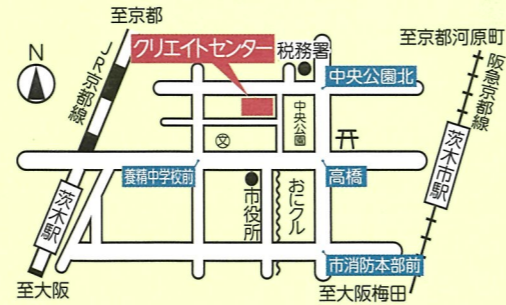 至京都
N
JR京都線
クリエイトセンター
税務署
中央公園北
至京都河原町
阪急京都線
中央公園
文
茨木市駅
養精中学校前
高橋
茨木駅
市役所
おにクル
市消防本部前
至大阪
至大阪梅田